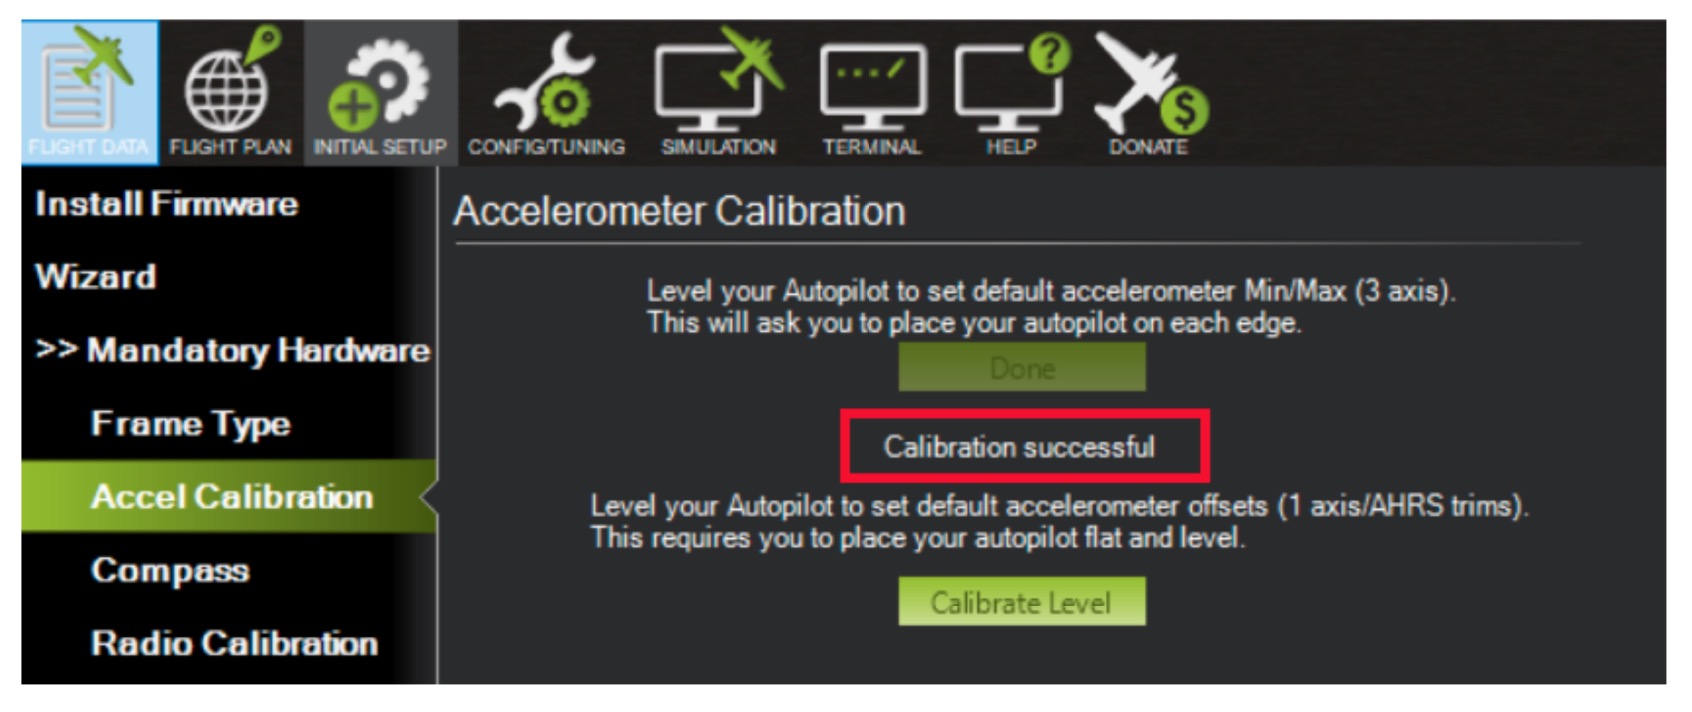 FLIGHT DATA
FLIGHT PLAN
INITIAL SETUP
CONFIG/TUNING
SIMULATION
TERMINAL
?
HELP
$
DONATE
Install Firmware
Wizard
>> Mandatory Hardware
Frame Type
Accel Calibration
Compass
Radio Calibration
Accelerometer Calibration
Level your Autopilot to set default accelerometer Min/Max (3 axis).
This will ask you to place your autopilot on each edge.
Done
Calibration successful
Level your Autopilot to set default accelerometer offsets (1 axis/AHRS trims).
This requires you to place your autopilot flat and level.
Calibrate Level